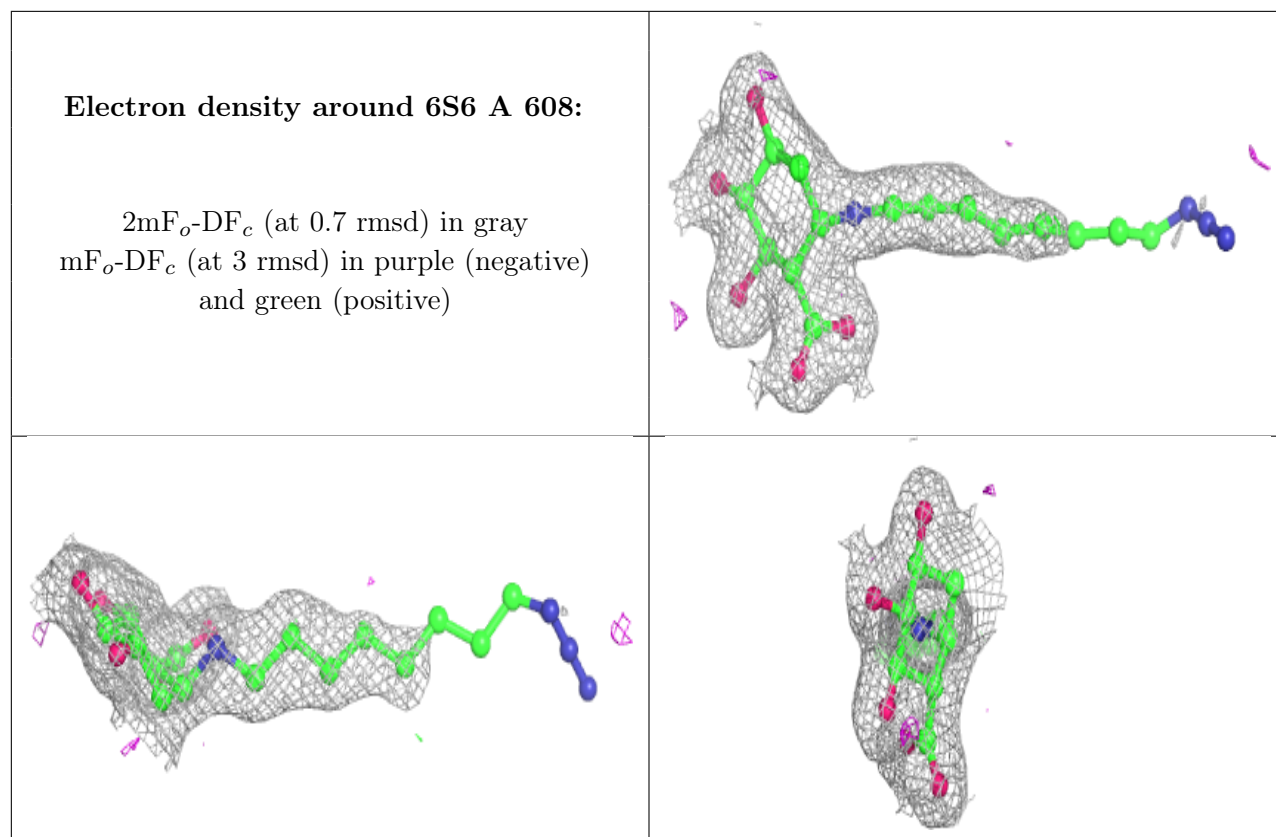 Electron density around 6S6 A 608:
2mFo-DFc (at 0.7 rmsd) in gray
mFo-DFc (at 3 rmsd) in purple (negative)
and green (positive)